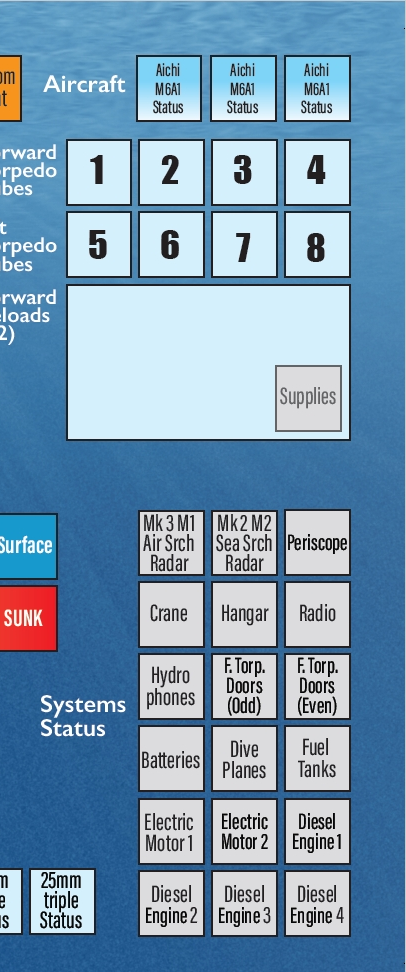 Aircraft
Aichi
M6A1
Status
Aichi
M6A1
Status
Aichi
M6A1
Status
1
2
3
4
5
6
7
8
Supplies
Surface
SUNK
Mk 3 M1
Air Srch
Radar
Mk 2 M2
Sea Srch
Radar
Periscope
Crane
Hangar
Radio
Systems
Status
Hydro
phones
F. Torp.
Doors
(Odd)
F. Torp.
Doors
(Even)
Batteries
Dive
Planes
Fuel
Tanks
Electric
Motor 1
Electric
Motor 2
Diesel
Engine 1
25mm
triple
Status
Diesel
Engine 2
Diesel
Engine 3
Diesel
Engine 4